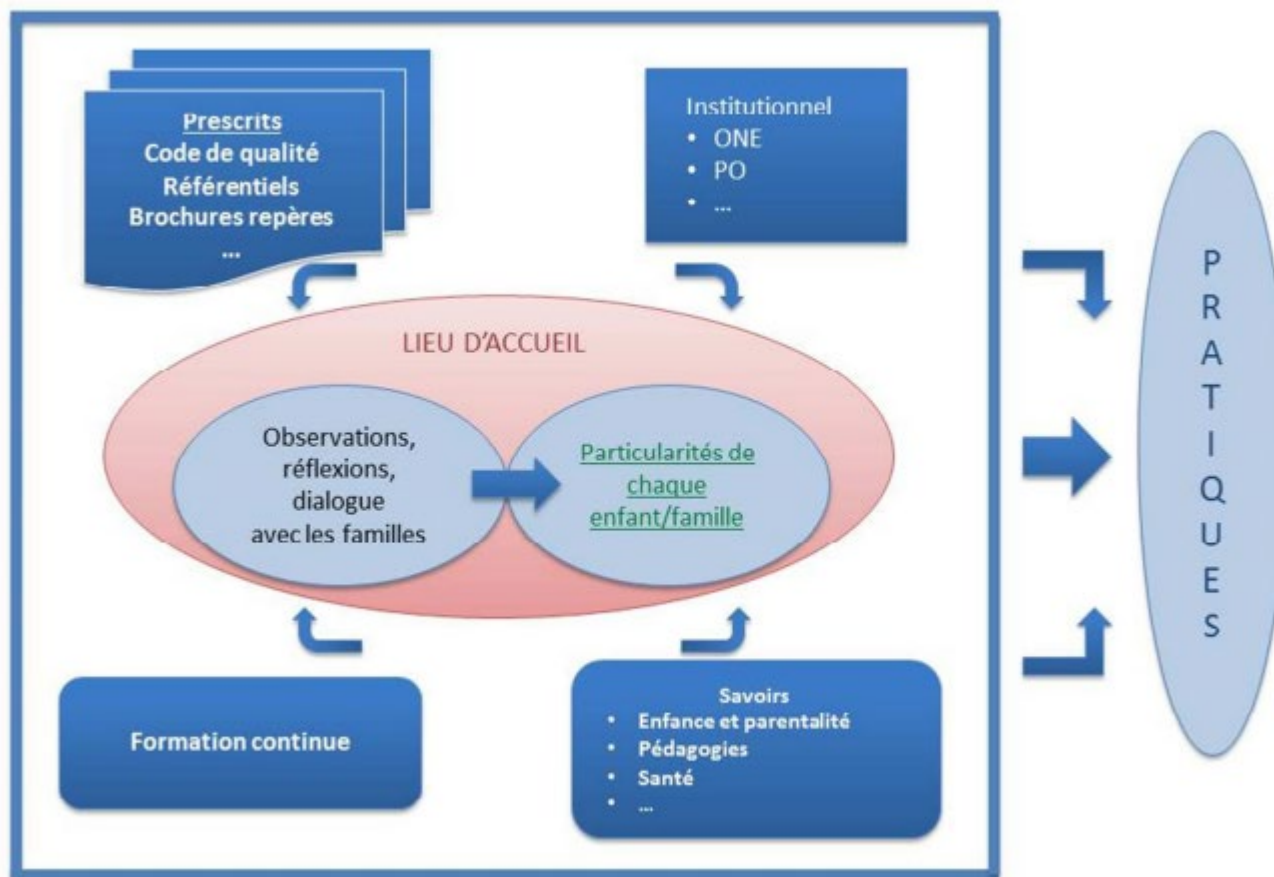 Prescrits
Code de qualité
Référentiels
Brochures repères
...
Institutionnel
• ONE
• PO
• ...
LIEU D'ACCUEIL
Observations,
réflexions,
dialogue
avec les familles
Particularités de
chaque
enfant/famille
Formation continue
Savoirs
• Enfance et parentalité
• Pédagogies
• Santé
• ...
P
R
A
T
I
Q
U
E
S